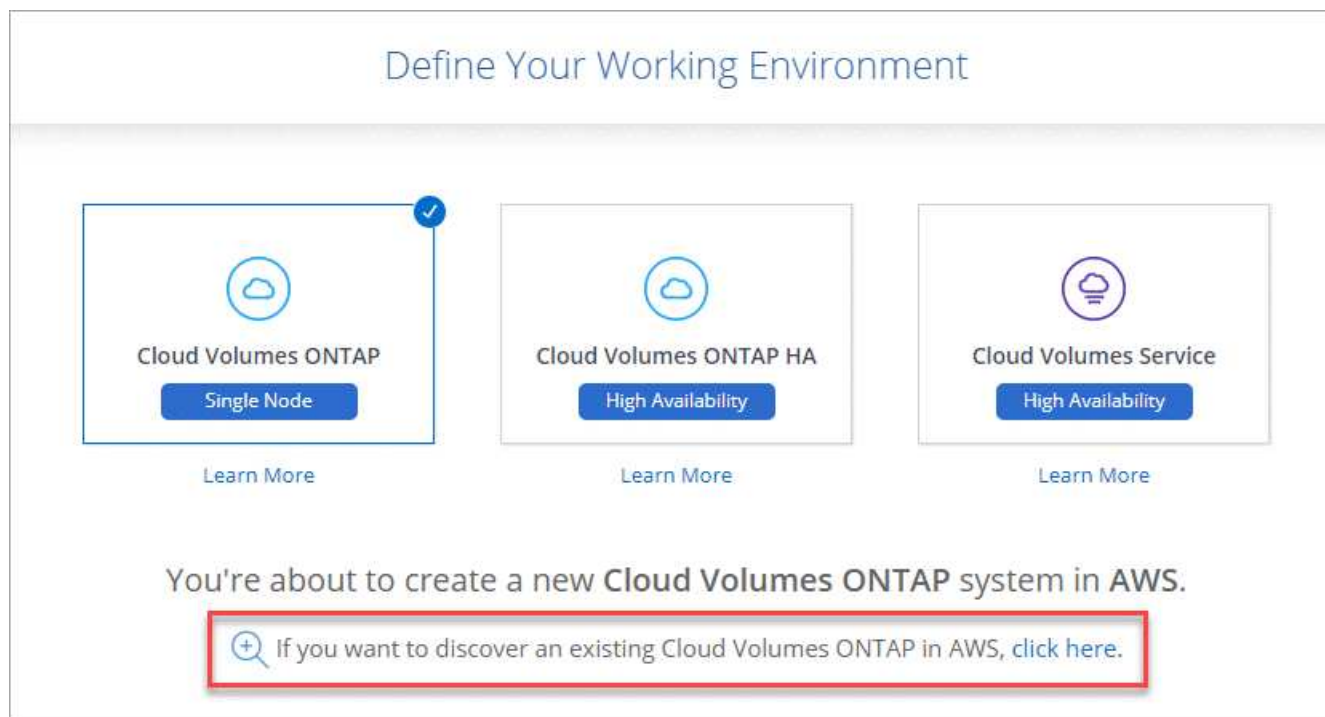 Define Your Working Environment
Cloud Volumes ONTAP
Single Node
Learn More
Cloud Volumes ONTAP HA
High Availability
Learn More
Cloud Volumes Service
High Availability
Learn More
You're about to create a new Cloud Volumes ONTAP system in AWS.
If you want to discover an existing Cloud Volumes ONTAP in AWS, click here.